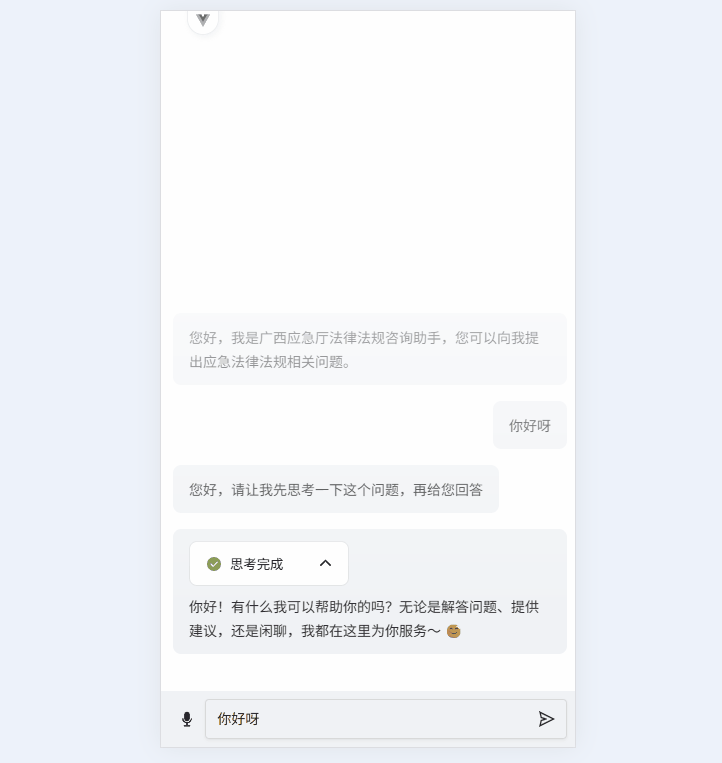 您好，我是广西应急厅法律法规咨询助手，您可以向我提
出应急法律法规相关问题。
你好呀
您好，请让我先思考一下这个问题，再给您回答
思考完成
你好！有什么我可以帮助你的吗？无论是解答问题、提供
建议，还是闲聊，我都在这里为你服务～
你好呀